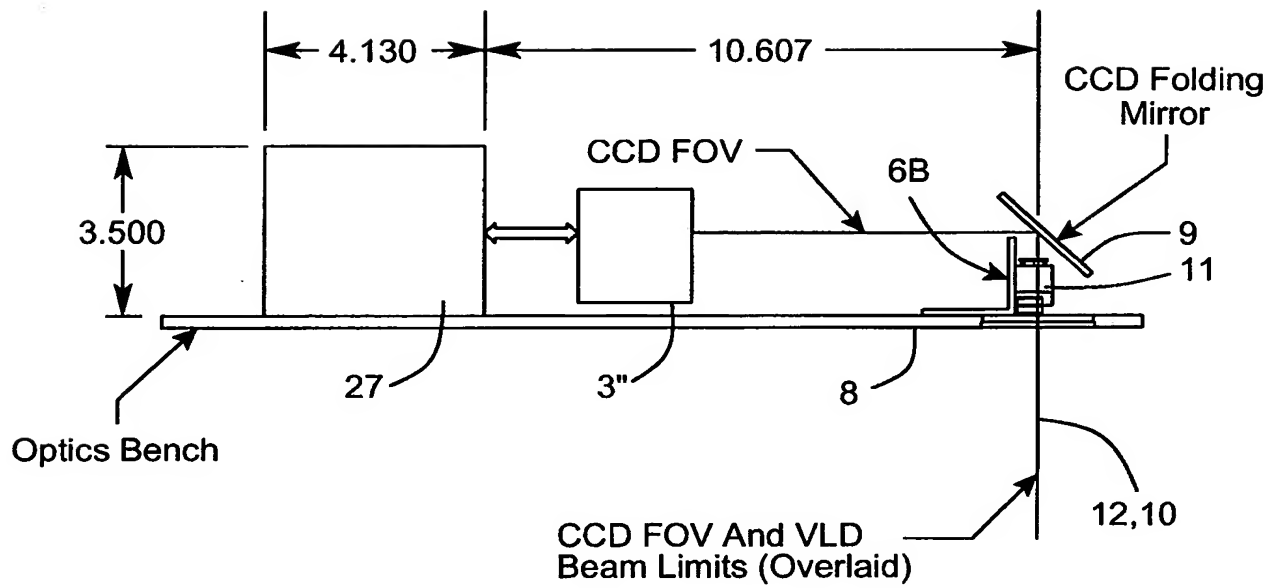 4.130
10.607
CCD Folding
Mirror
CCD FOV
6B
3.500
9
11
27
3"
8
Optics Bench
12,10
CCD FOV And VLD
Beam Limits (Overlaid)